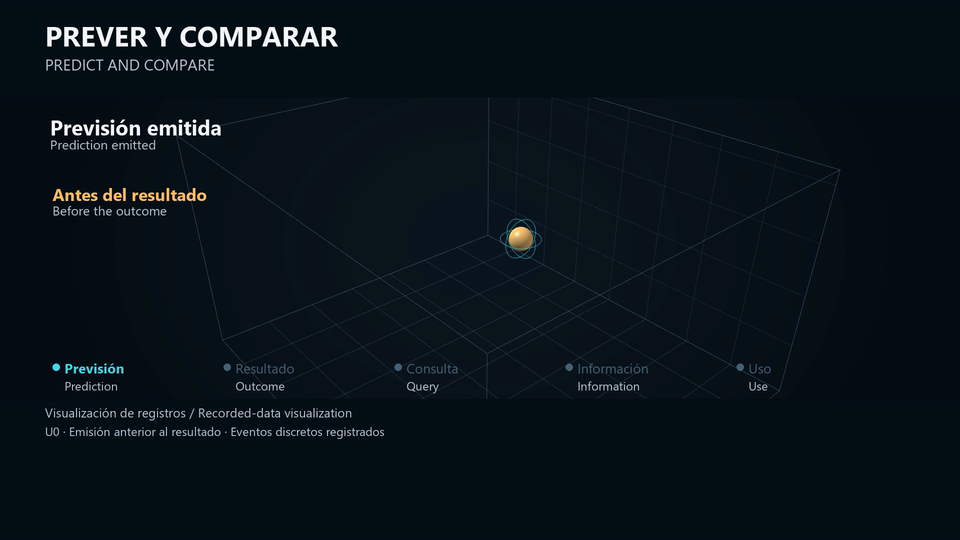 PREVER Y COMPARAR
PREDICT AND COMPARE
Previsión emitida
Prediction emitted
Antes del resultado
Before the outcome
Previsión
Prediction
Resultado
Outcome
Consulta
Query
Información
Information
Uso
Use
Visualización de registros / Recorded-data visualization
U0 · Emisión anterior al resultado · Eventos discretos registrados